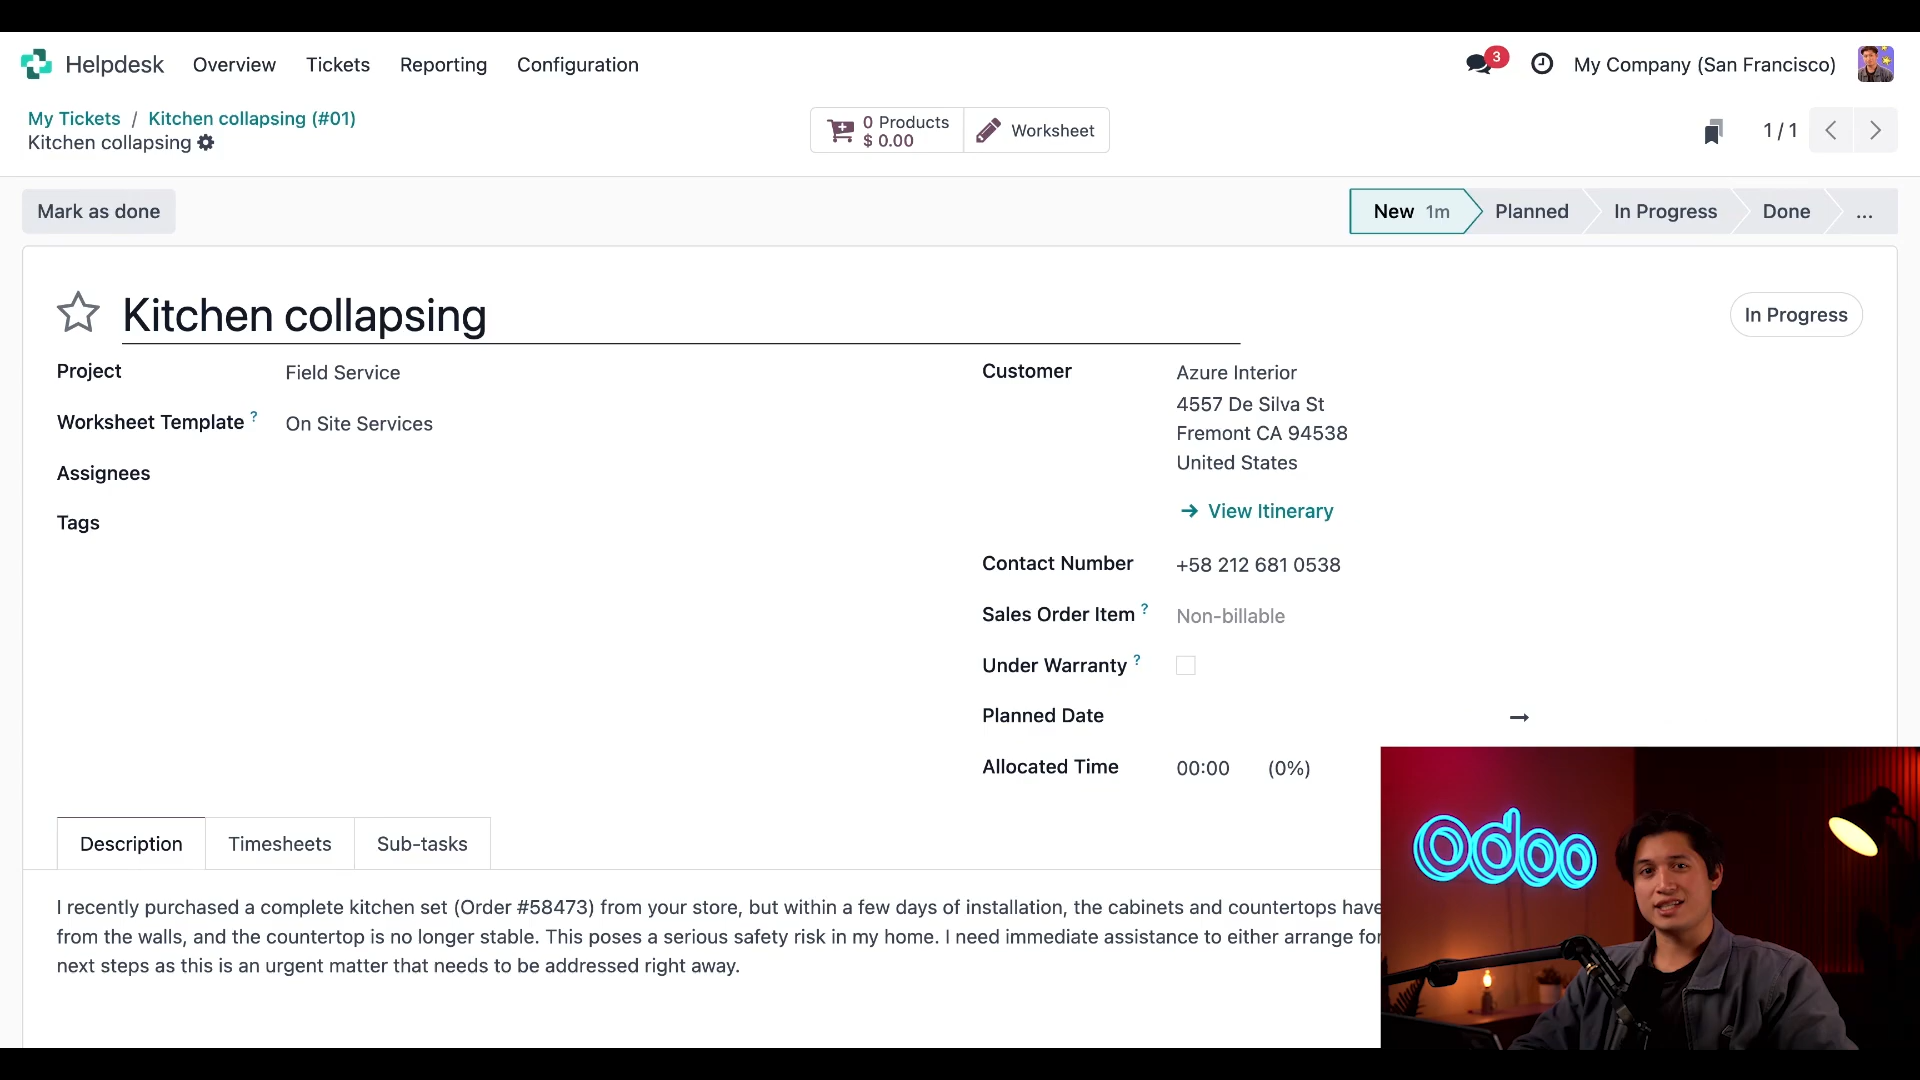 Helpdesk Overview Tickets Reporting Configuration 3 My Company (San Francisco)
My Tickets / Kitchen collapsing (#01)
Kitchen collapsing
0 Products
$ 0.00
Worksheet
1 / 1
Mark as done
New 1m Planned In Progress Done ...
Kitchen collapsing
In Progress
Project Field Service
Worksheet Template ? On Site Services
Assignees
Tags
Customer Azure Interior
4557 De Silva St
Fremont CA 94538
United States
→ View Itinerary
Contact Number +58 212 681 0538
Sales Order Item ? Non-billable
Under Warranty ?
Planned Date →
Allocated Time 00:00 (0%)
Description Timesheets Sub-tasks
I recently purchased a complete kitchen set (Order #58473) from your store, but within a few days of installation, the cabinets and countertops have
from the walls, and the countertop is no longer stable. This poses a serious safety risk in my home. I need immediate assistance to either arrange for
next steps as this is an urgent matter that needs to be addressed right away.
odoo